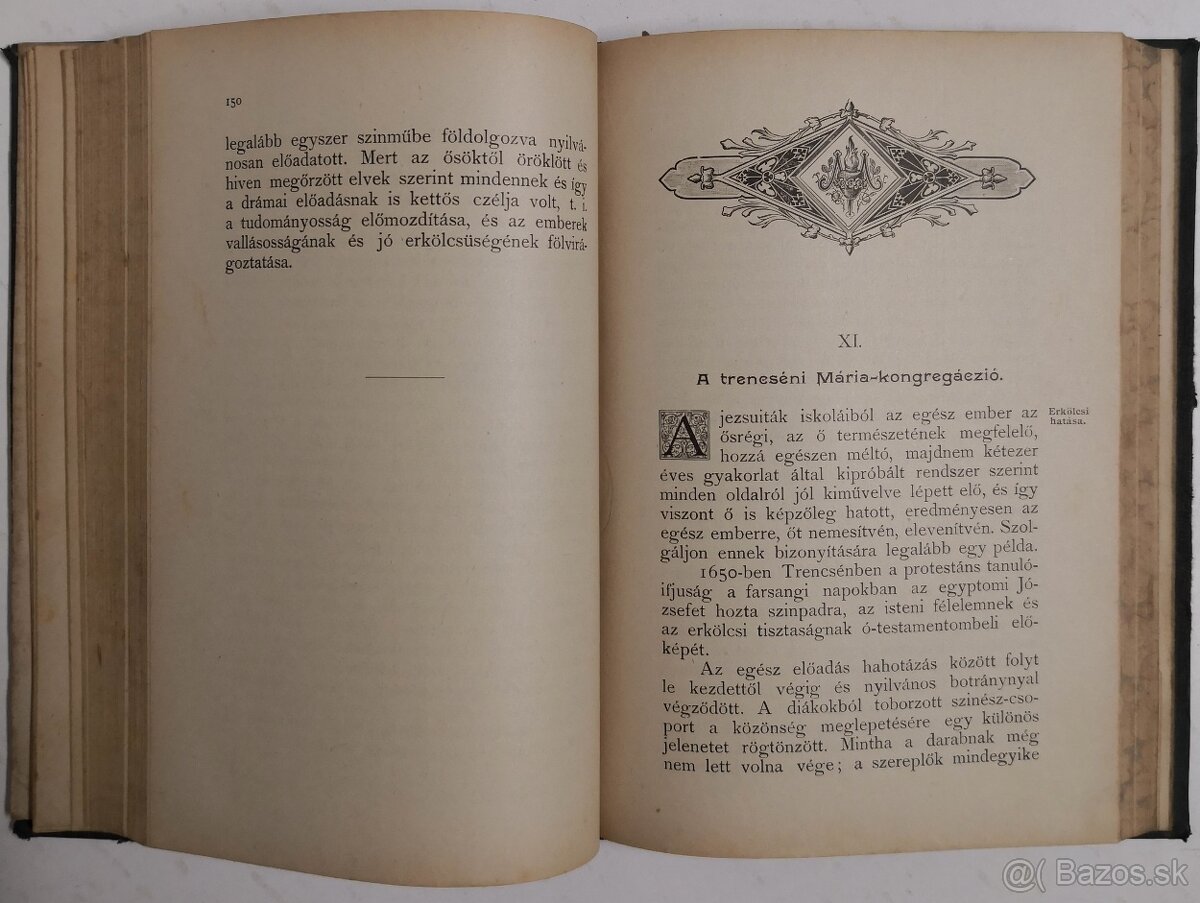 150
legalább egyszer szinműbe földolgozva nyilvá-
nosan előadatott. Mert az ősöktől öröklött és
hiven megőrzött elvek szerint mindennek és így
a drámai előadásnak is kettős czélja volt, t. i.
a tudományosság előmozdítása, és az emberek
vallásosságának és jó erkölcsüségének fölvirá-
goztatása.
XI.
A trencséni Mária-kongregáczió.
A jezsuiták iskoláiból az egész ember az
ősrégi, az ő természetének megfelelő,
hozzá egészen méltó, majdnem kétezer
éves gyakorlat által kipróbált rendszer szerint
minden oldalról jól kiművelve lépett elő, és így
viszont ő is képzőleg hatott, eredményesen az
egész emberre, őt nemesítvén, elevenítvén. Szol-
gáljon ennek bizonyítására legalább egy példa.
1650-ben Trencsénben a protestáns tanuló-
ifjuság a farsangi napokban az egyptomi Jó-
zsefet hozta szinpadra, az isteni félelemnek és
az erkölcsi tisztaságnak ó-testamentombeli elő-
képét.
Az egész előadás hahotázás között folyt
le kezdettől végig és nyilvános botránynyal
végződött. A diákokból toborzott szinész-cso-
port a közönség meglepetésére egy különös
jelenetet rögtönzött. Mintha a darabnak még
nem lett volna vége; a szereplők mindegyike
Erkölcsi
hatása.
@( Bazos.sk